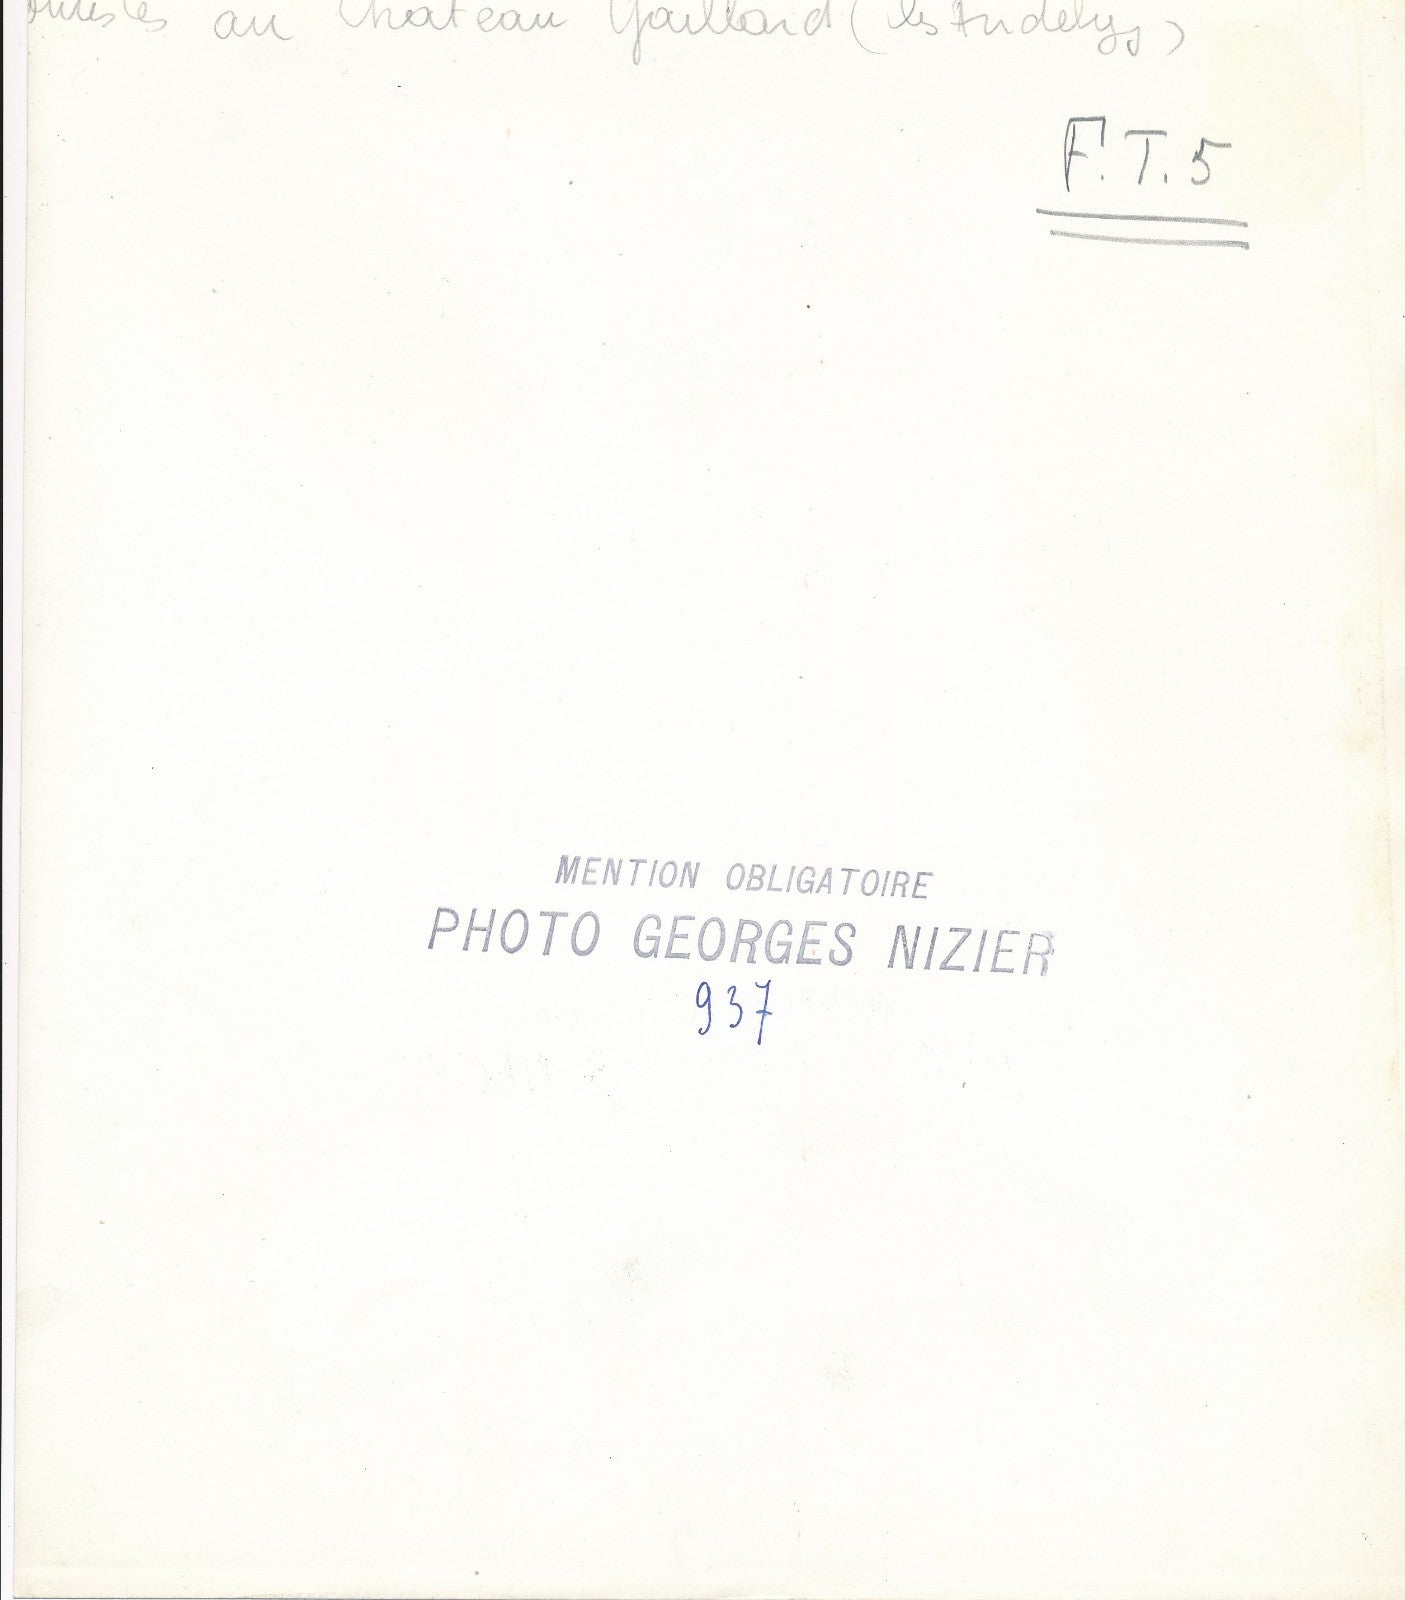 au Chateau Gaillard (les Andelys)
F.T.5
MENTION OBLIGATOIRE
PHOTO GEORGES NIZIER
937